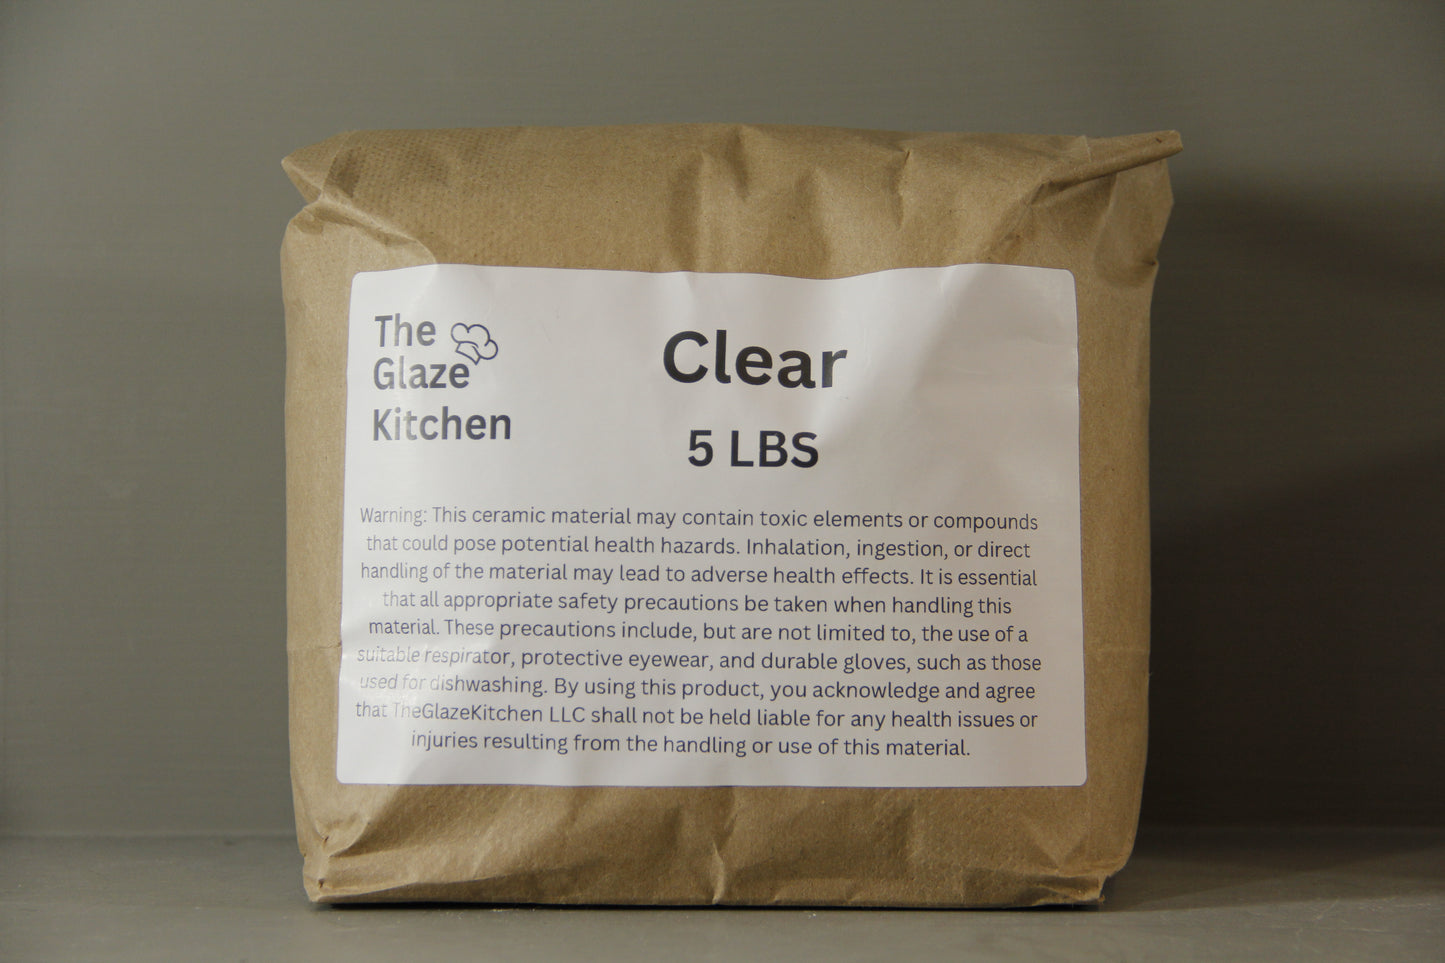 The
Glaze
Kitchen
Clear
5 LBS
Warning: This ceramic material may contain toxic elements or compounds
that could pose potential health hazards. Inhalation, ingestion, or direct
handling of the material may lead to adverse health effects. It is essential
that all appropriate safety precautions be taken when handling this
material. These precautions include, but are not limited to, the use of a
suitable respirator, protective eyewear, and durable gloves, such as those
used for dishwashing. By using this product, you acknowledge and agree
that TheGlazeKitchen LLC shall not be held liable for any health issues or
injuries resulting from the handling or use of this material.